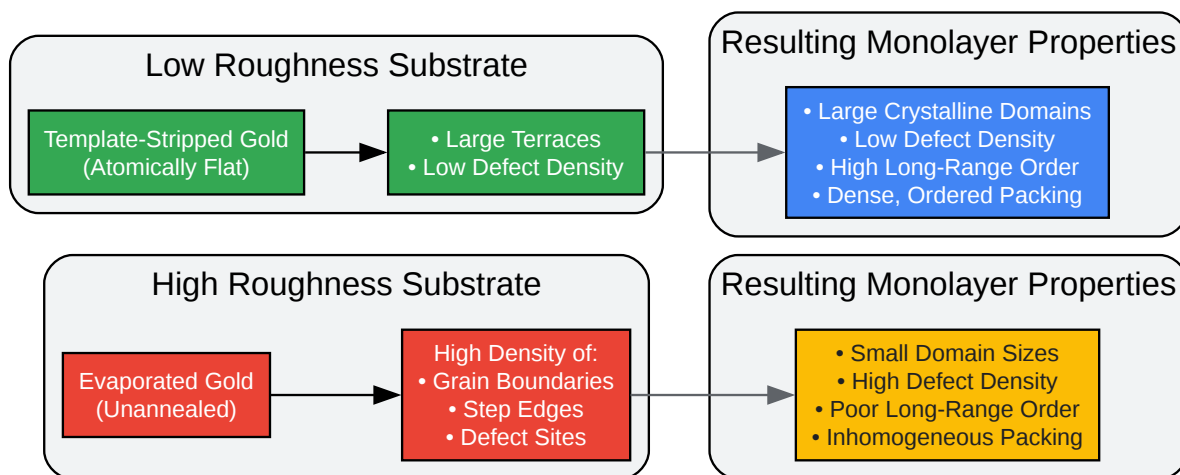 Low Roughness Substrate
Template-Stripped Gold
(Atomically Flat)
• Large Terraces
• Low Defect Density
Resulting Monolayer Properties
• Large Crystalline Domains
• Low Defect Density
• High Long-Range Order
• Dense, Ordered Packing
High Roughness Substrate
Evaporated Gold
(Unannealed)
High Density of:
• Grain Boundaries
• Step Edges
• Defect Sites
Resulting Monolayer Properties
• Small Domain Sizes
• High Defect Density
• Poor Long-Range Order
• Inhomogeneous Packing